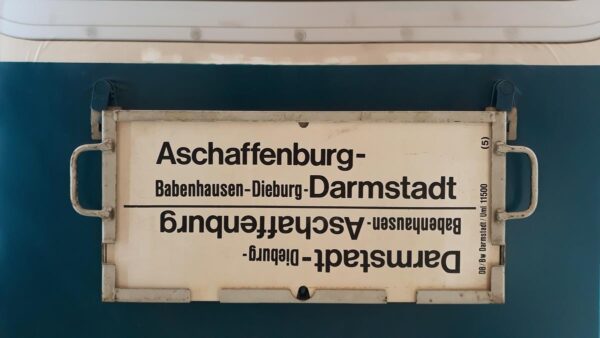 Aschaffenburg-
Babenhausen-Dieburg-Darmstadt
Darmstadt-Dieburg-
Babenhausen-Aschaffenburg
DB/Bw Darmstadt/Uml 11500 (5)